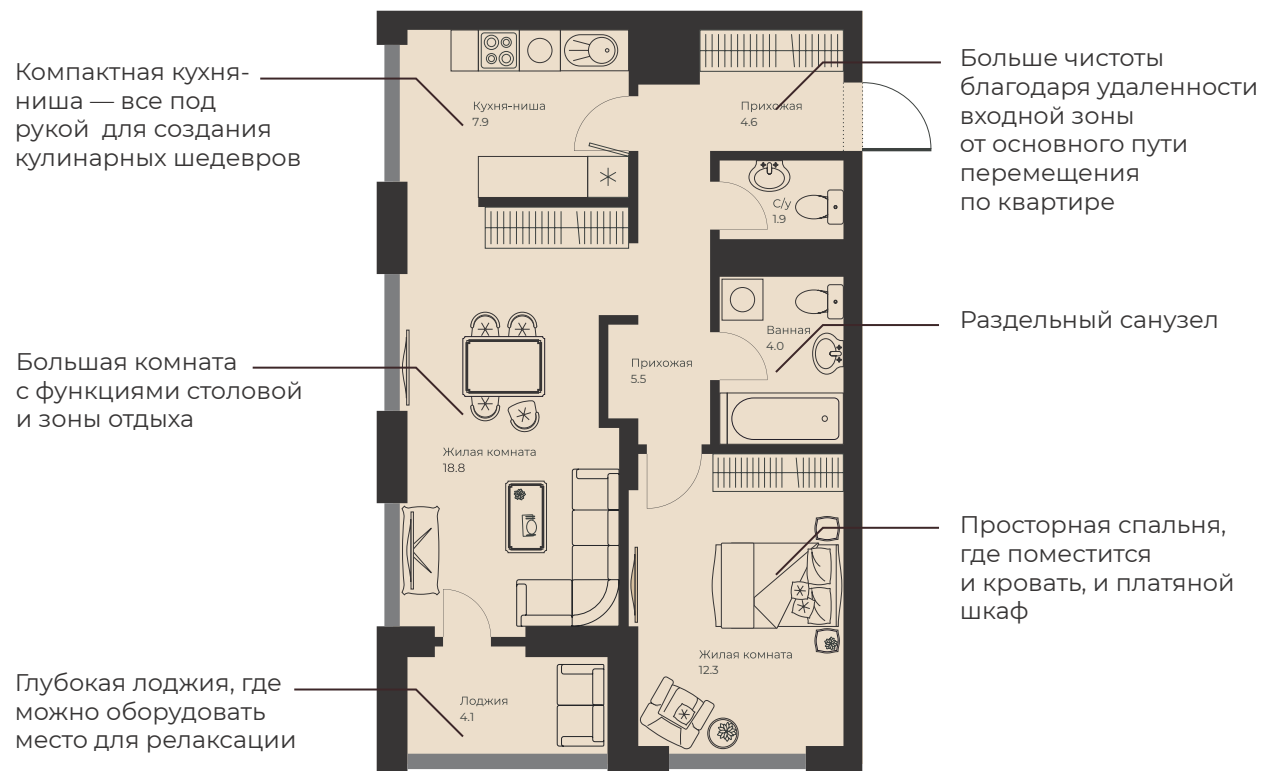 Компактная кухня-
ниша — все под
рукой  для создания
кулинарных шедевров
Большая комната
с функциями столовой
и зоны отдыха
Глубокая лоджия, где
можно оборудовать
место для релаксации
Кухня-ниша
7.9
Прихожая
4.6
С/у
1.9
Ванная
4.0
Прихожая
5.5
Жилая комната
18.8
Жилая комната
12.3
Лоджия
4.1
Больше чистоты
благодаря удаленности
входной зоны
от основного пути
перемещения
по квартире
Раздельный санузел
Просторная спальня,
где поместится
и кровать, и платяной
шкаф